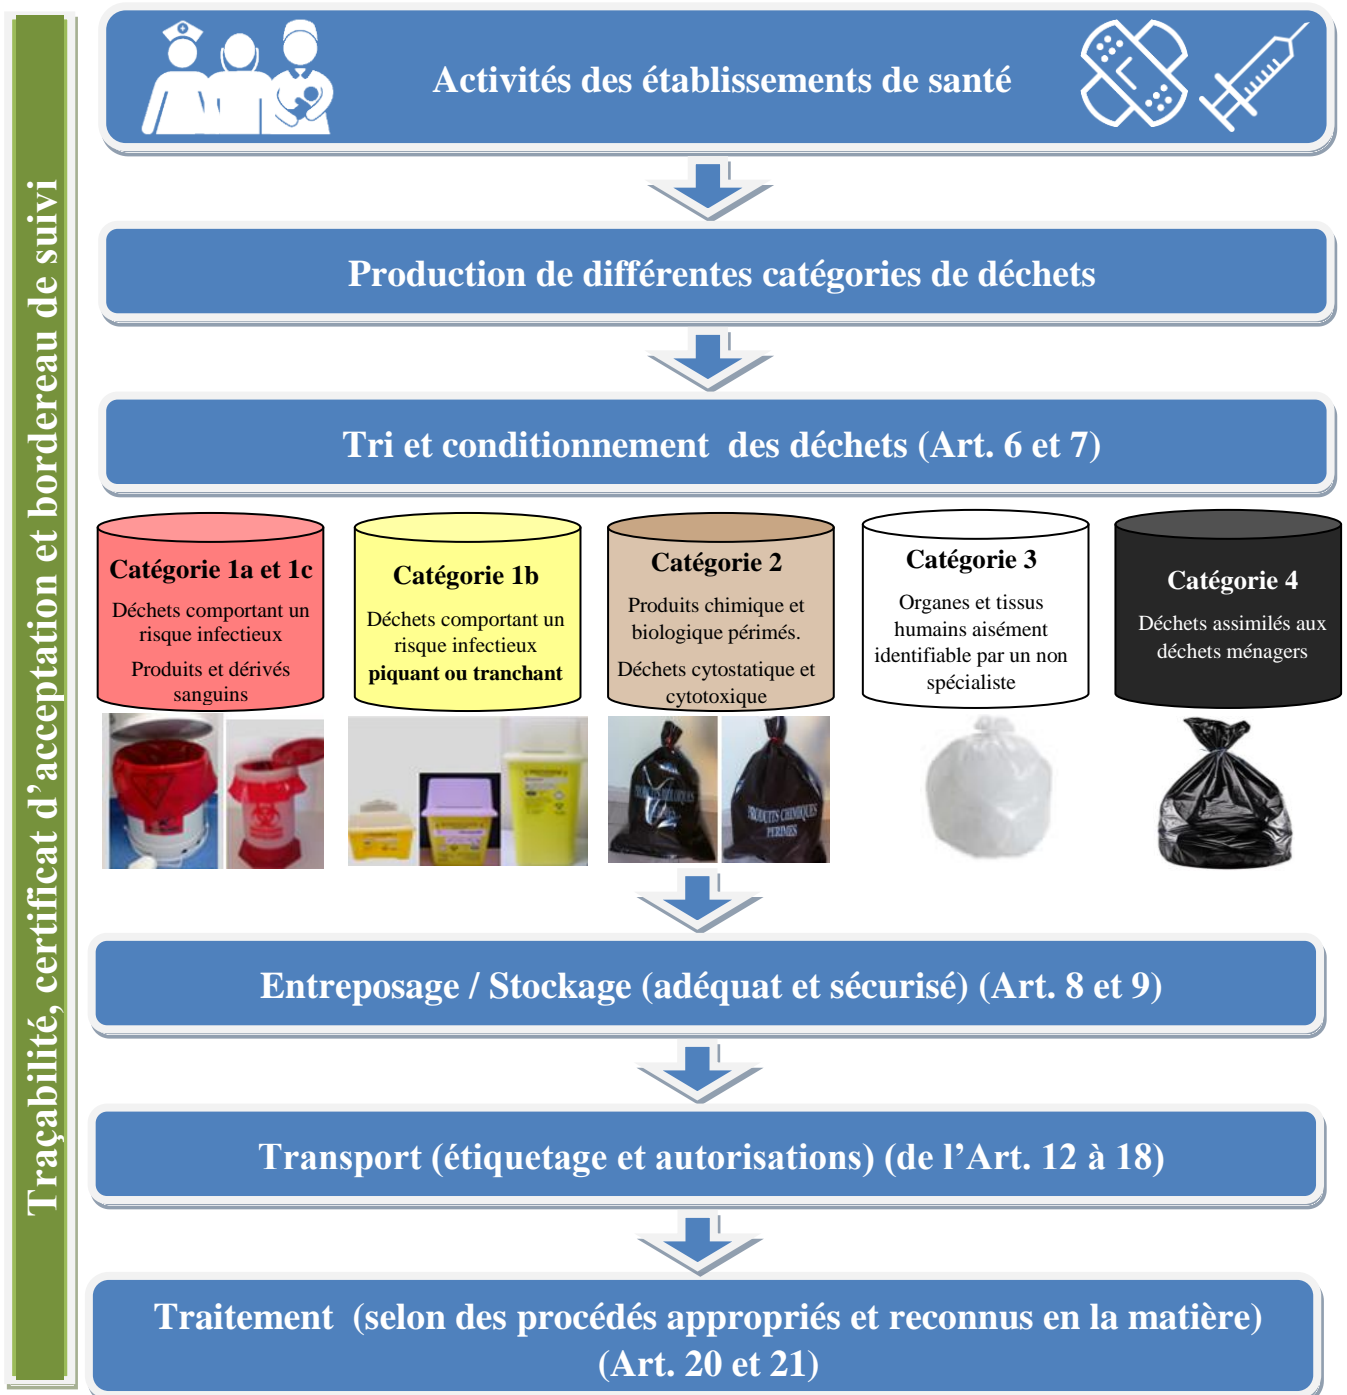 Traçabilité, certificat d’acceptation et bordereau de suivi
Activités des établissements de santé
Production de différentes catégories de déchets
Tri et conditionnement des déchets (Art. 6 et 7)
Catégorie 1a et 1c
Déchets comportant un
risque infectieux
Produits et dérivés
sanguins
Catégorie 1b
Déchets comportant un
risque infectieux
piquant ou tranchant
Catégorie 2
Produits chimique et
biologique périmés.
Déchets cytostatique et
cytotoxique
Catégorie 3
Organes et tissus
humains aisément
identifiable par un non
spécialiste
Catégorie 4
Déchets assimilés aux
déchets ménagers
PRODUITS BIOLOGIQUES
PRODUITS CHIMIQUES
PERIMES
Entreposage / Stockage (adéquat et sécurisé) (Art. 8 et 9)
Transport (étiquetage et autorisations) (de l’Art. 12 à 18)
Traitement (selon des procédés appropriés et reconnus en la matière)
(Art. 20 et 21)